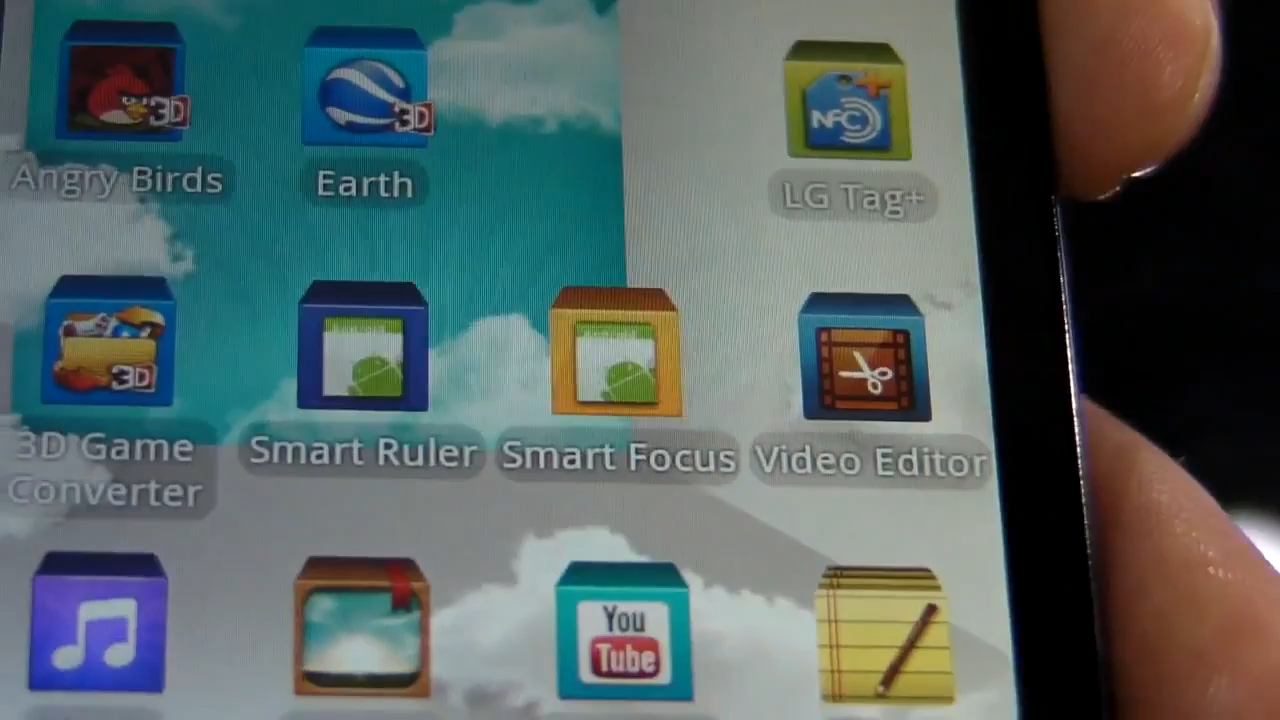 3D
3D
NFC
Angry Birds
Earth
LG Tag+
3D
3D Game
Converter
Smart Ruler
Smart Focus
Video Editor
You
Tube